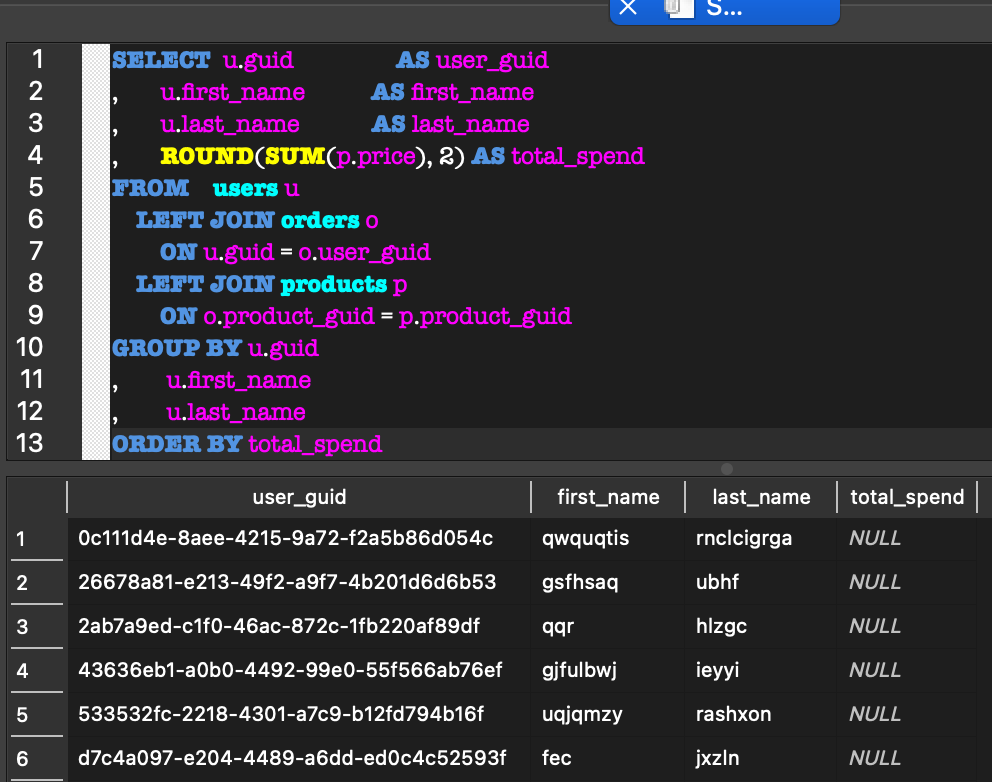 S...
1 SELECT u.guid AS user_guid
2 , u.first_name AS first_name
3 , u.last_name AS last_name
4 , ROUND(SUM(p.price), 2) AS total_spend
5 FROM users u
6 LEFT JOIN orders o
7 ON u.guid = o.user_guid
8 LEFT JOIN products p
9 ON o.product_guid = p.product_guid
10 GROUP BY u.guid
11 , u.first_name
12 , u.last_name
13 ORDER BY total_spend
user_guid first_name last_name total_spend
1 0c111d4e-8aee-4215-9a72-f2a5b86d054c qwquqtis rnclcigrga NULL
2 26678a81-e213-49f2-a9f7-4b201d6d6b53 gsfhsaq ubhf NULL
3 2ab7a9ed-c1f0-46ac-872c-1fb220af89df qqr hlzgc NULL
4 43636eb1-a0b0-4492-99e0-55f566ab76ef gjfulbwj ieyyi NULL
5 533532fc-2218-4301-a7c9-b12fd794b16f uqjqmzy rashxon NULL
6 d7c4a097-e204-4489-a6dd-ed0c4c52593f fec jxzln NULL